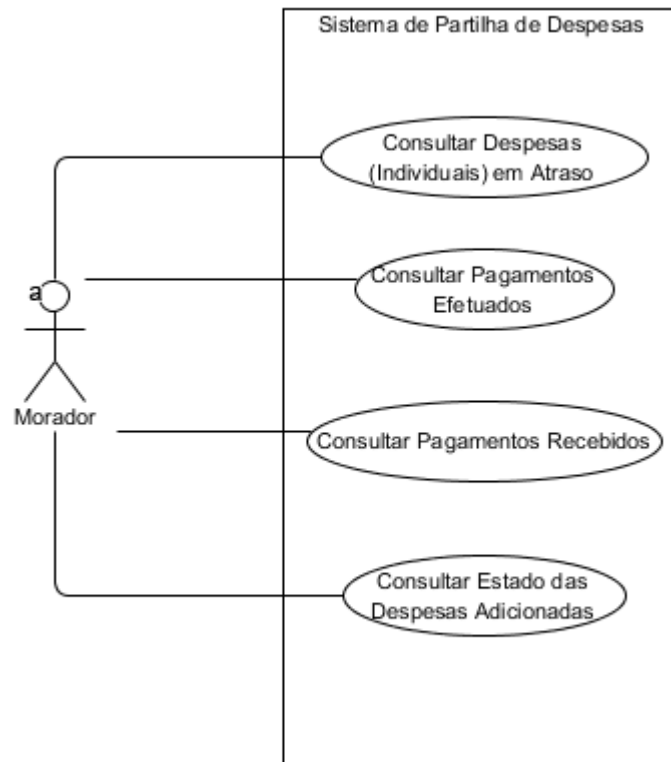 Sistema de Partilha de Despesas
Consultar Despesas
(Individuais) em Atraso
Consultar Pagamentos
Efetuados
a
Morador
Consultar Pagamentos Recebidos
Consultar Estado das
Despesas Adicionadas